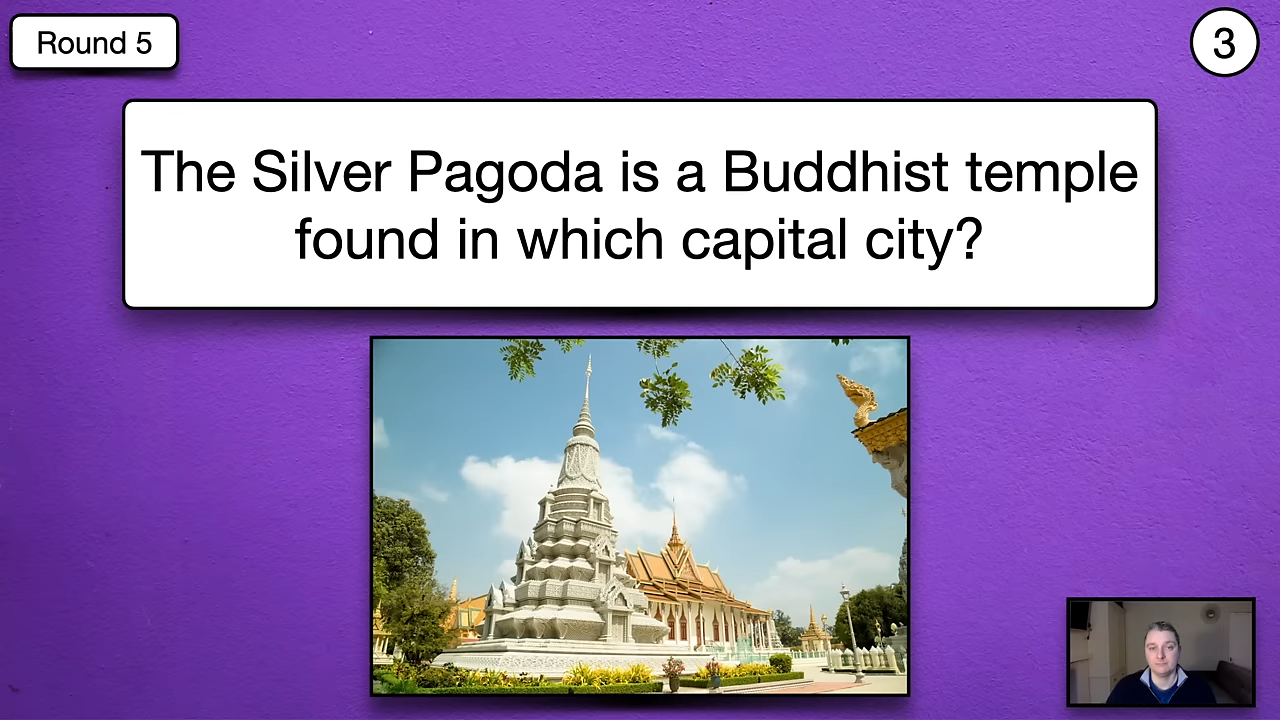 Round 5
3
The Silver Pagoda is a Buddhist temple
found in which capital city?